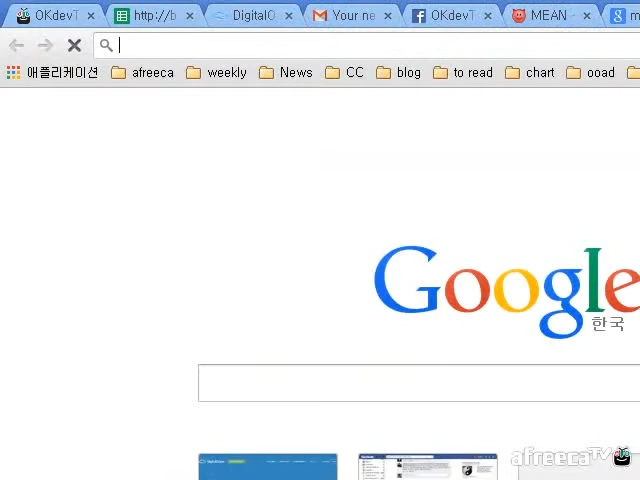 OKdevT
http://b
DigitalO
Your ne
OKdevT
MEAN
애플리케이션
afreeca
weekly
News
CC
blog
to read
chart
ooad
Google
한국
afreecaTV